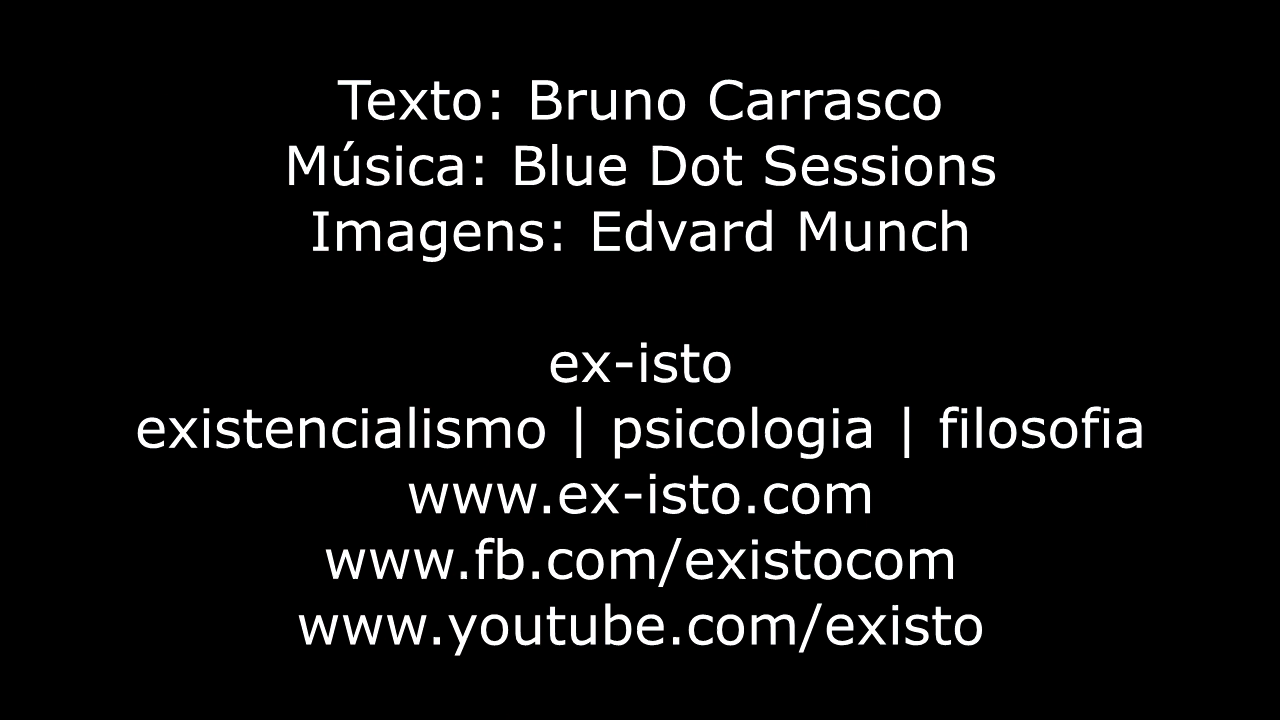 Texto: Bruno Carrasco
Música: Blue Dot Sessions
Imagens: Edvard Munch
ex-isto
existencialismo | psicologia | filosofia
www.ex-isto.com
www.fb.com/existocom
www.youtube.com/existo